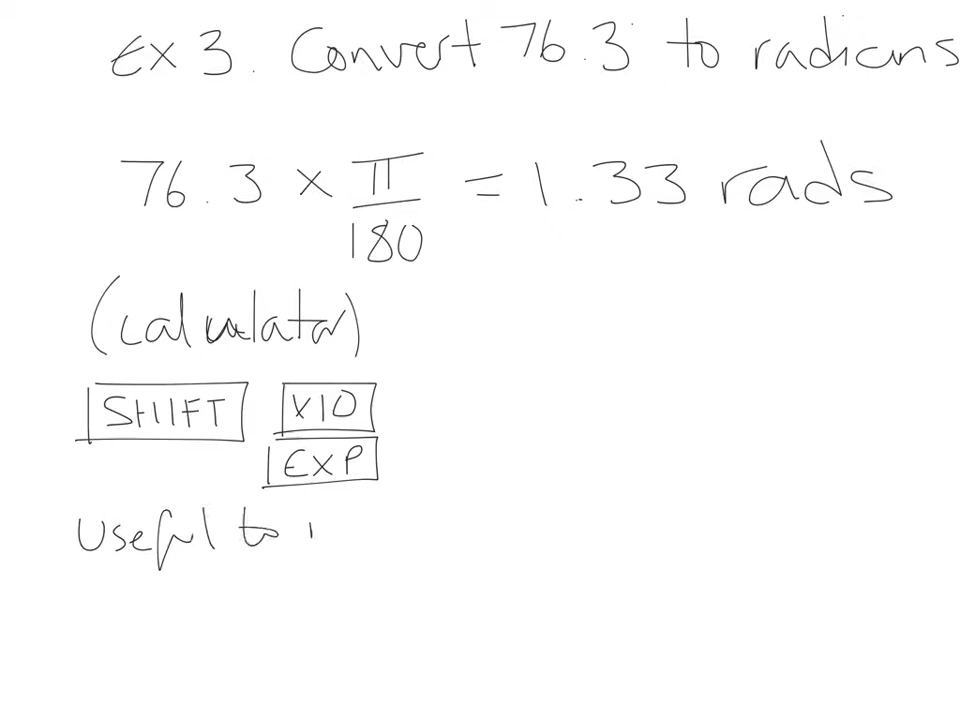 Ex 3. Convert 76.3 to radians
76.3 × π/180 = 1.33 rads
(calculator)
SHIFT ×10
EXP
Useful to